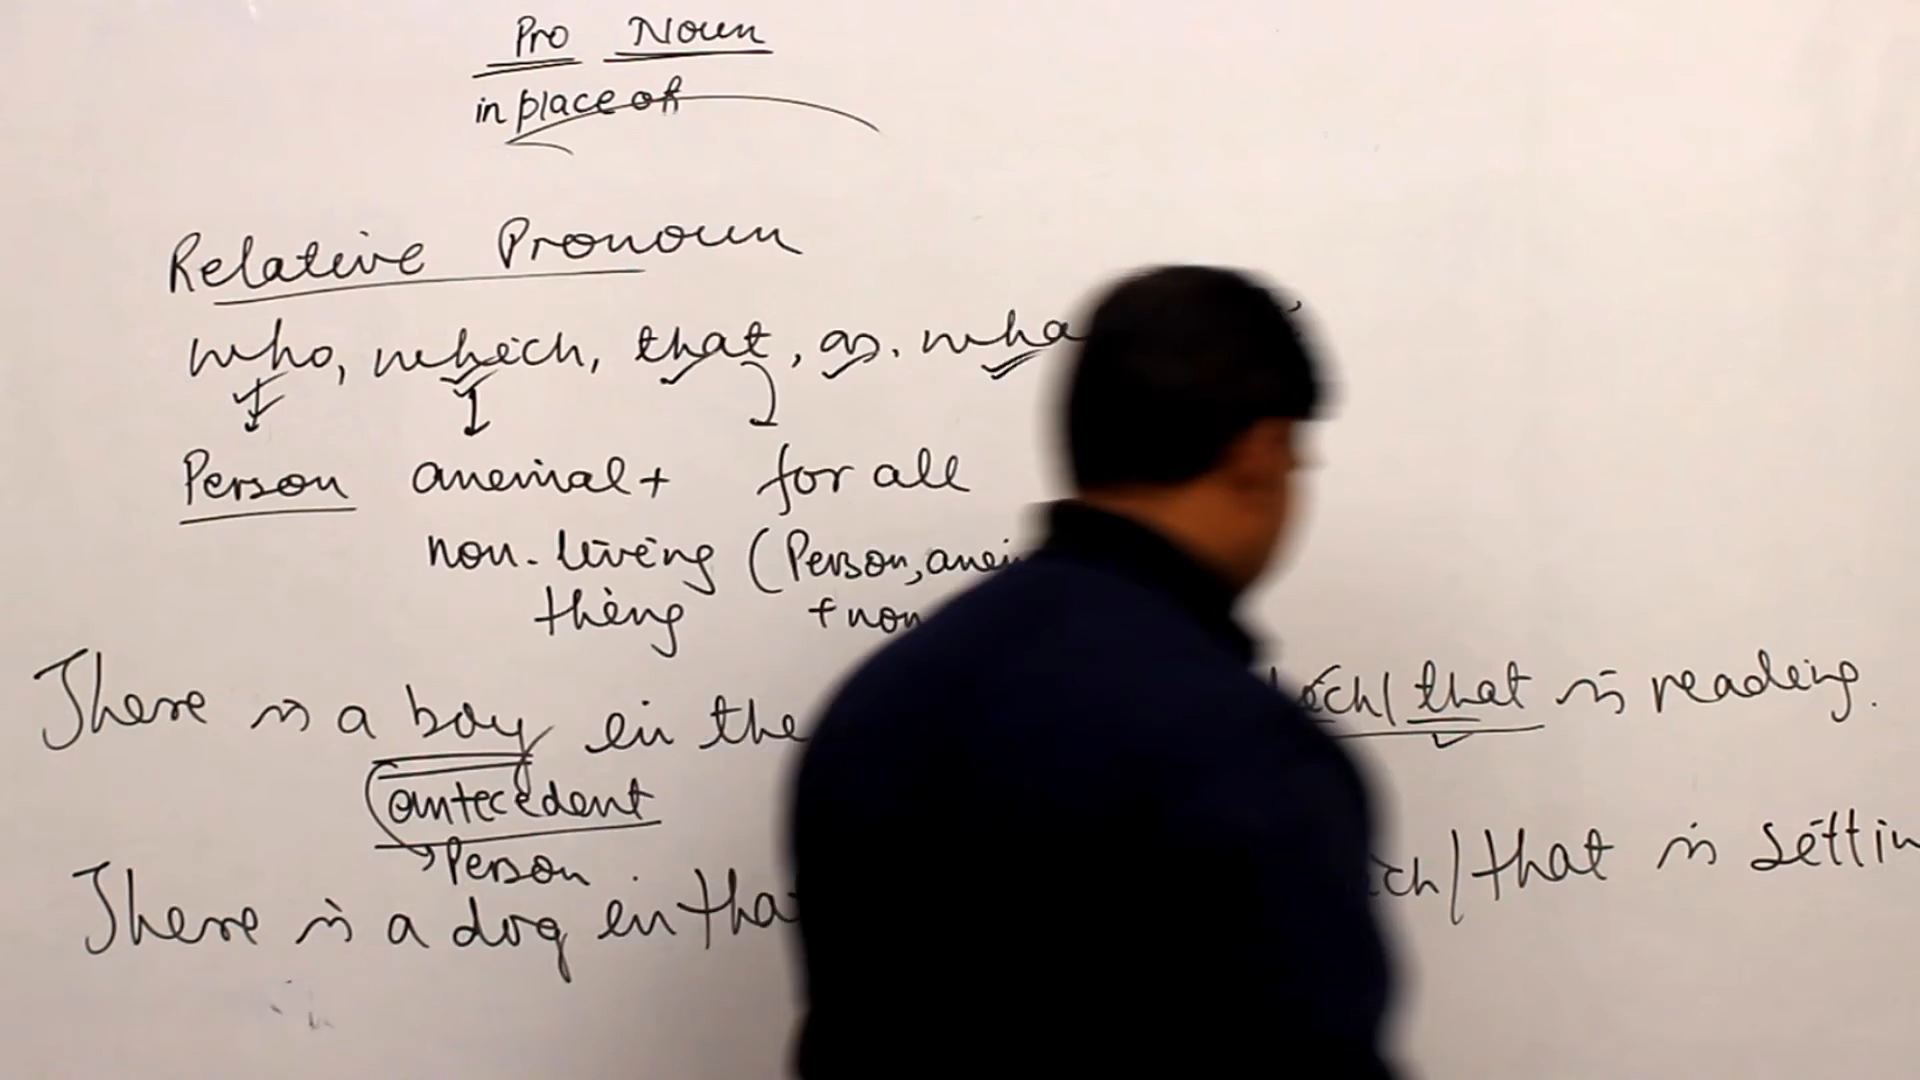 Pro Noun
in place of
Relative Pronoun
who, which, that, as. wha
Person animal + for all
non-living (Person, ani
thing + non
There is a boy in the ich / that is reading.
antecedent
Person
There is a dog in tha ch / that is settin